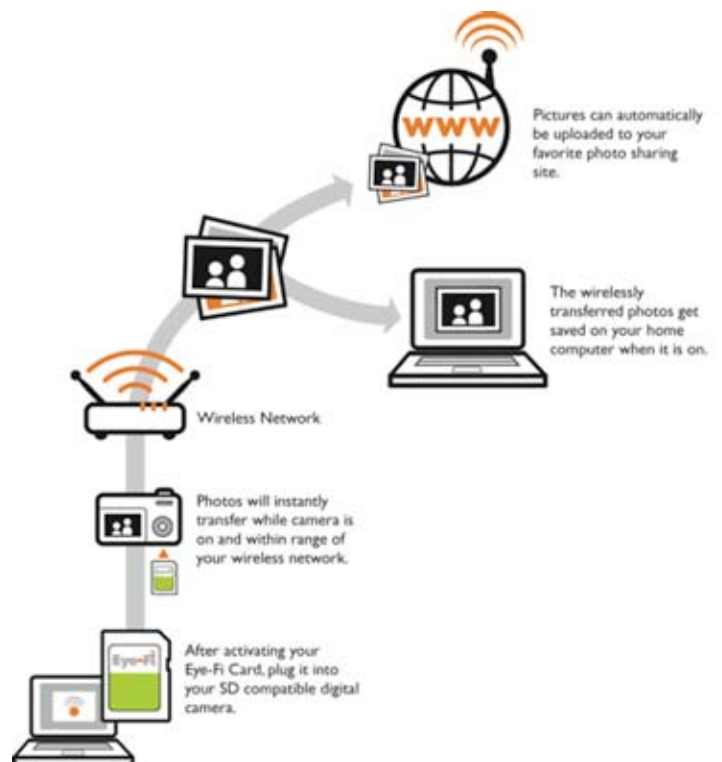 www
Pictures can automatically
be uploaded to your
favorite photo sharing
site.
The wirelessly
transferred photos get
saved on your home
computer when it is on.
Wireless Network
Photos will instantly
transfer while camera is
on and within range of
your wireless network.
Eye-Fi
After activating your
Eye-Fi Card, plug it into
your SD compatible digital
camera.